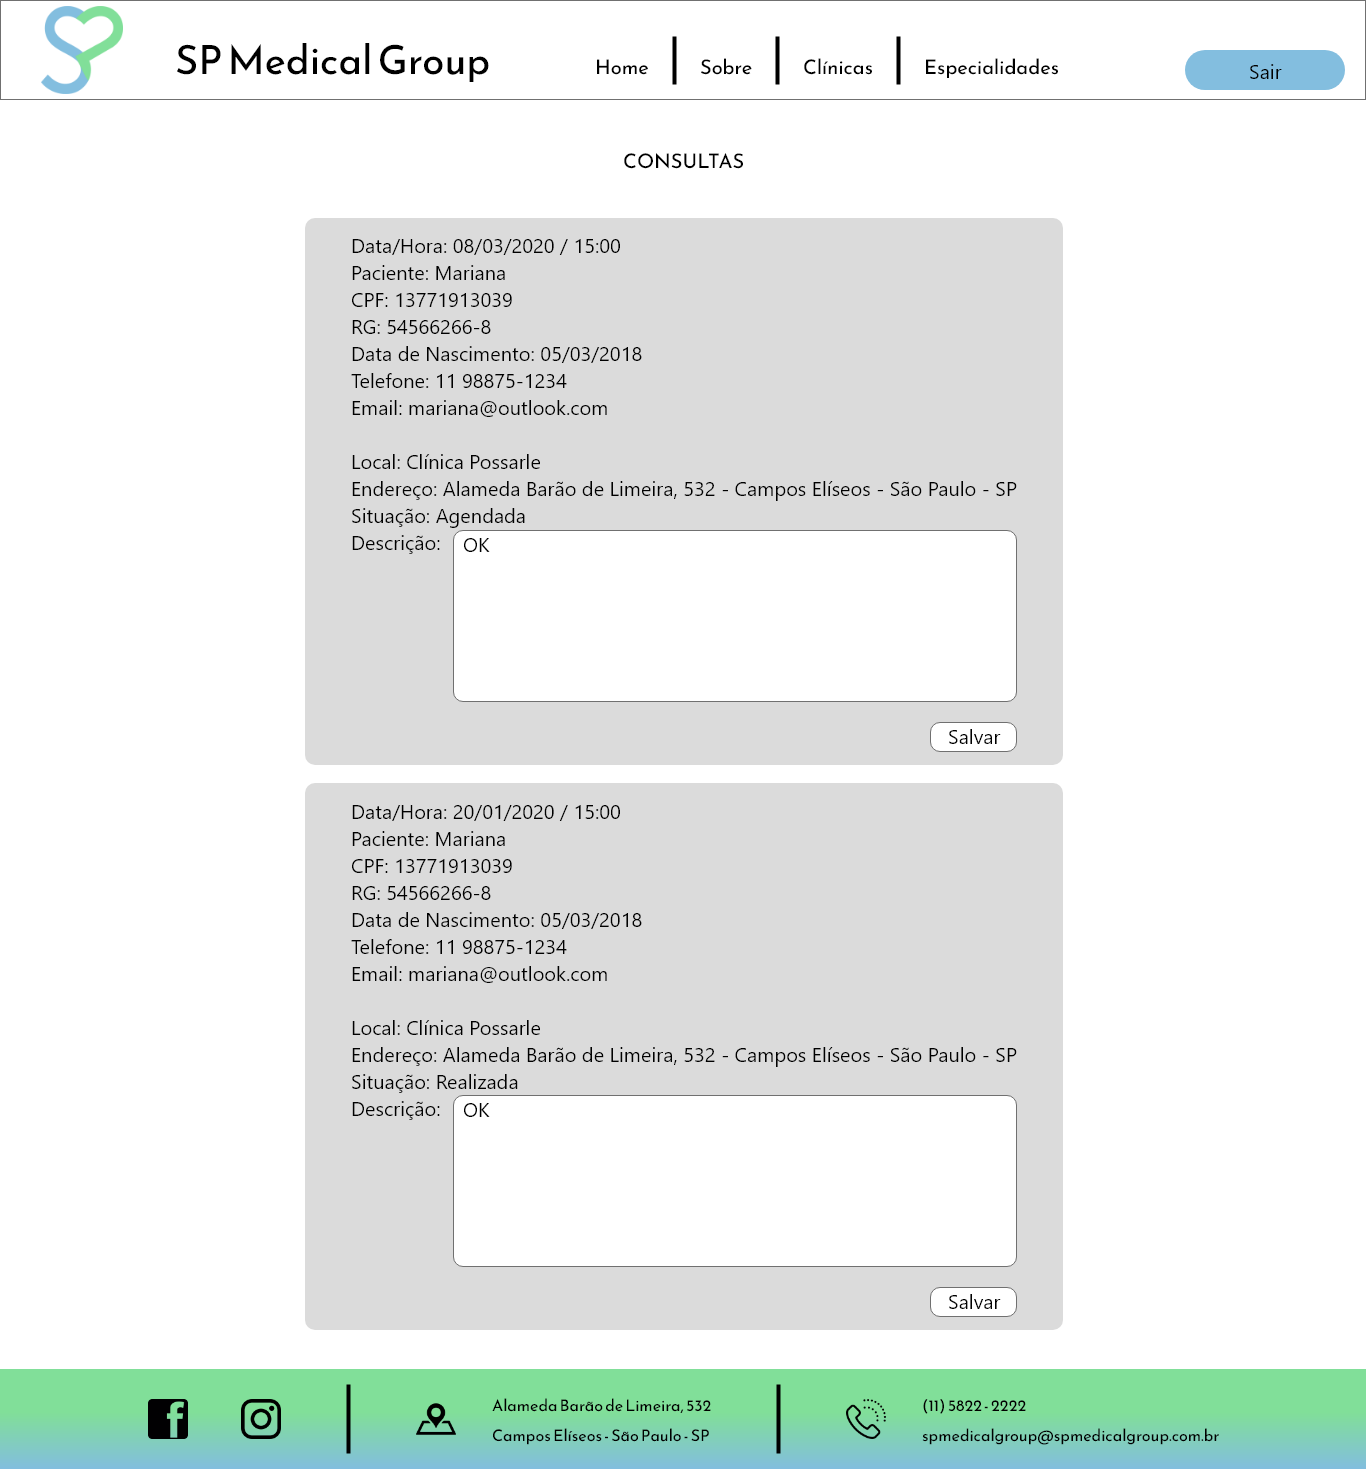 SP Medical Group
Home
Sobre
Clínicas
Especialidades
Sair
CONSULTAS
Data/Hora: 08/03/2020 / 15:00
Paciente: Mariana
CPF: 13771913039
RG: 54566266-8
Data de Nascimento: 05/03/2018
Telefone: 11 98875-1234
Email: mariana@outlook.com
Local: Clínica Possarle
Endereço: Alameda Barão de Limeira, 532 - Campos Elíseos - São Paulo - SP
Situação: Agendada
Descrição: OK
Salvar
Data/Hora: 20/01/2020 / 15:00
Paciente: Mariana
CPF: 13771913039
RG: 54566266-8
Data de Nascimento: 05/03/2018
Telefone: 11 98875-1234
Email: mariana@outlook.com
Local: Clínica Possarle
Endereço: Alameda Barão de Limeira, 532 - Campos Elíseos - São Paulo - SP
Situação: Realizada
Descrição: OK
Salvar
Alameda Barão de Limeira, 532
Campos Elíseos - São Paulo - SP
(11) 5822 - 2222
spmedicalgroup@spmedicalgroup.com.br